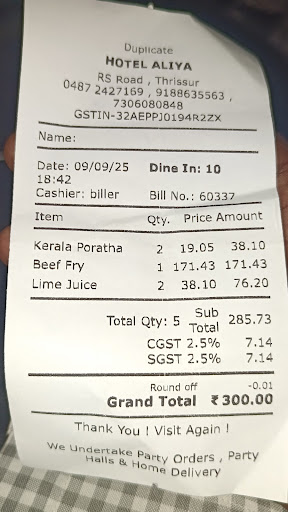 Duplicate
HOTEL ALIYA
RS Road , Thrissur
0487 2427169 , 9188635563 ,
7306080848
GSTIN-32AEPPJ0194R2ZX
Name:
Date: 09/09/25 Dine In: 10
18:42
Cashier: biller Bill No.: 60337
Item Qty. Price Amount
Kerala Poratha 2 19.05 38.10
Beef Fry 1 171.43 171.43
Lime Juice 2 38.10 76.20
Total Qty: 5 Sub Total 285.73
CGST 2.5% 7.14
SGST 2.5% 7.14
Round off -0.01
Grand Total ₹300.00
Thank You ! Visit Again !
We Undertake Party Orders , Party
Halls & Home Delivery